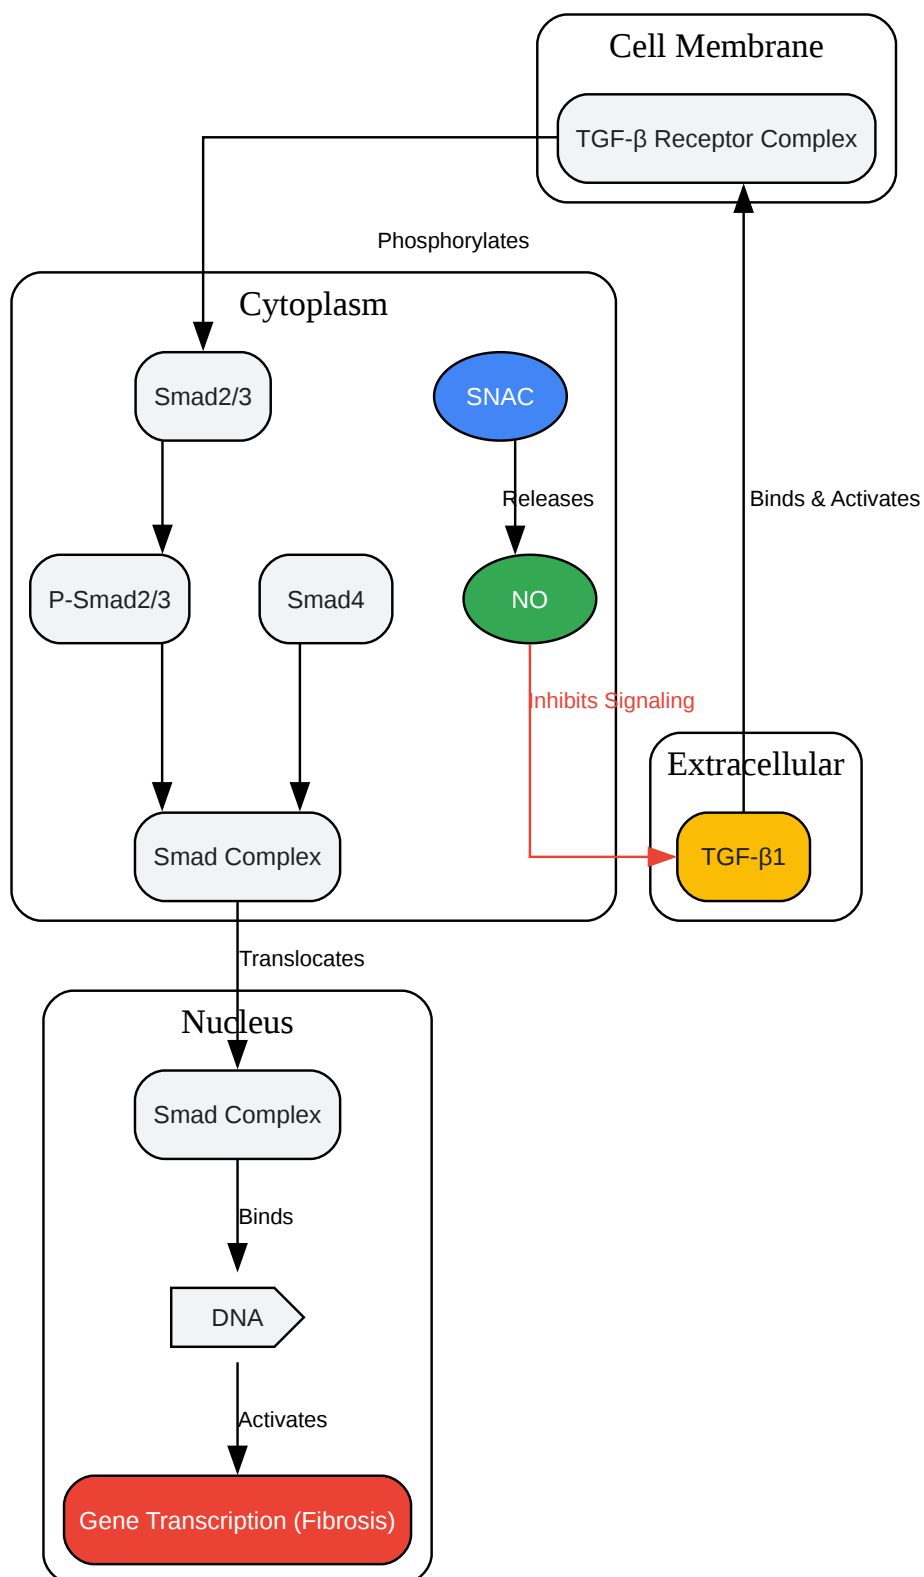 Cell Membrane
TGF-β Receptor Complex
Phosphorylates
Cytoplasm
Smad2/3
SNAC
Releases
Binds & Activates
P-Smad2/3
Smad4
NO
Inhibits Signaling
Extracellular
Smad Complex
TGF-β1
Translocates
Nucleus
Smad Complex
Binds
DNA
Activates
Gene Transcription (Fibrosis)